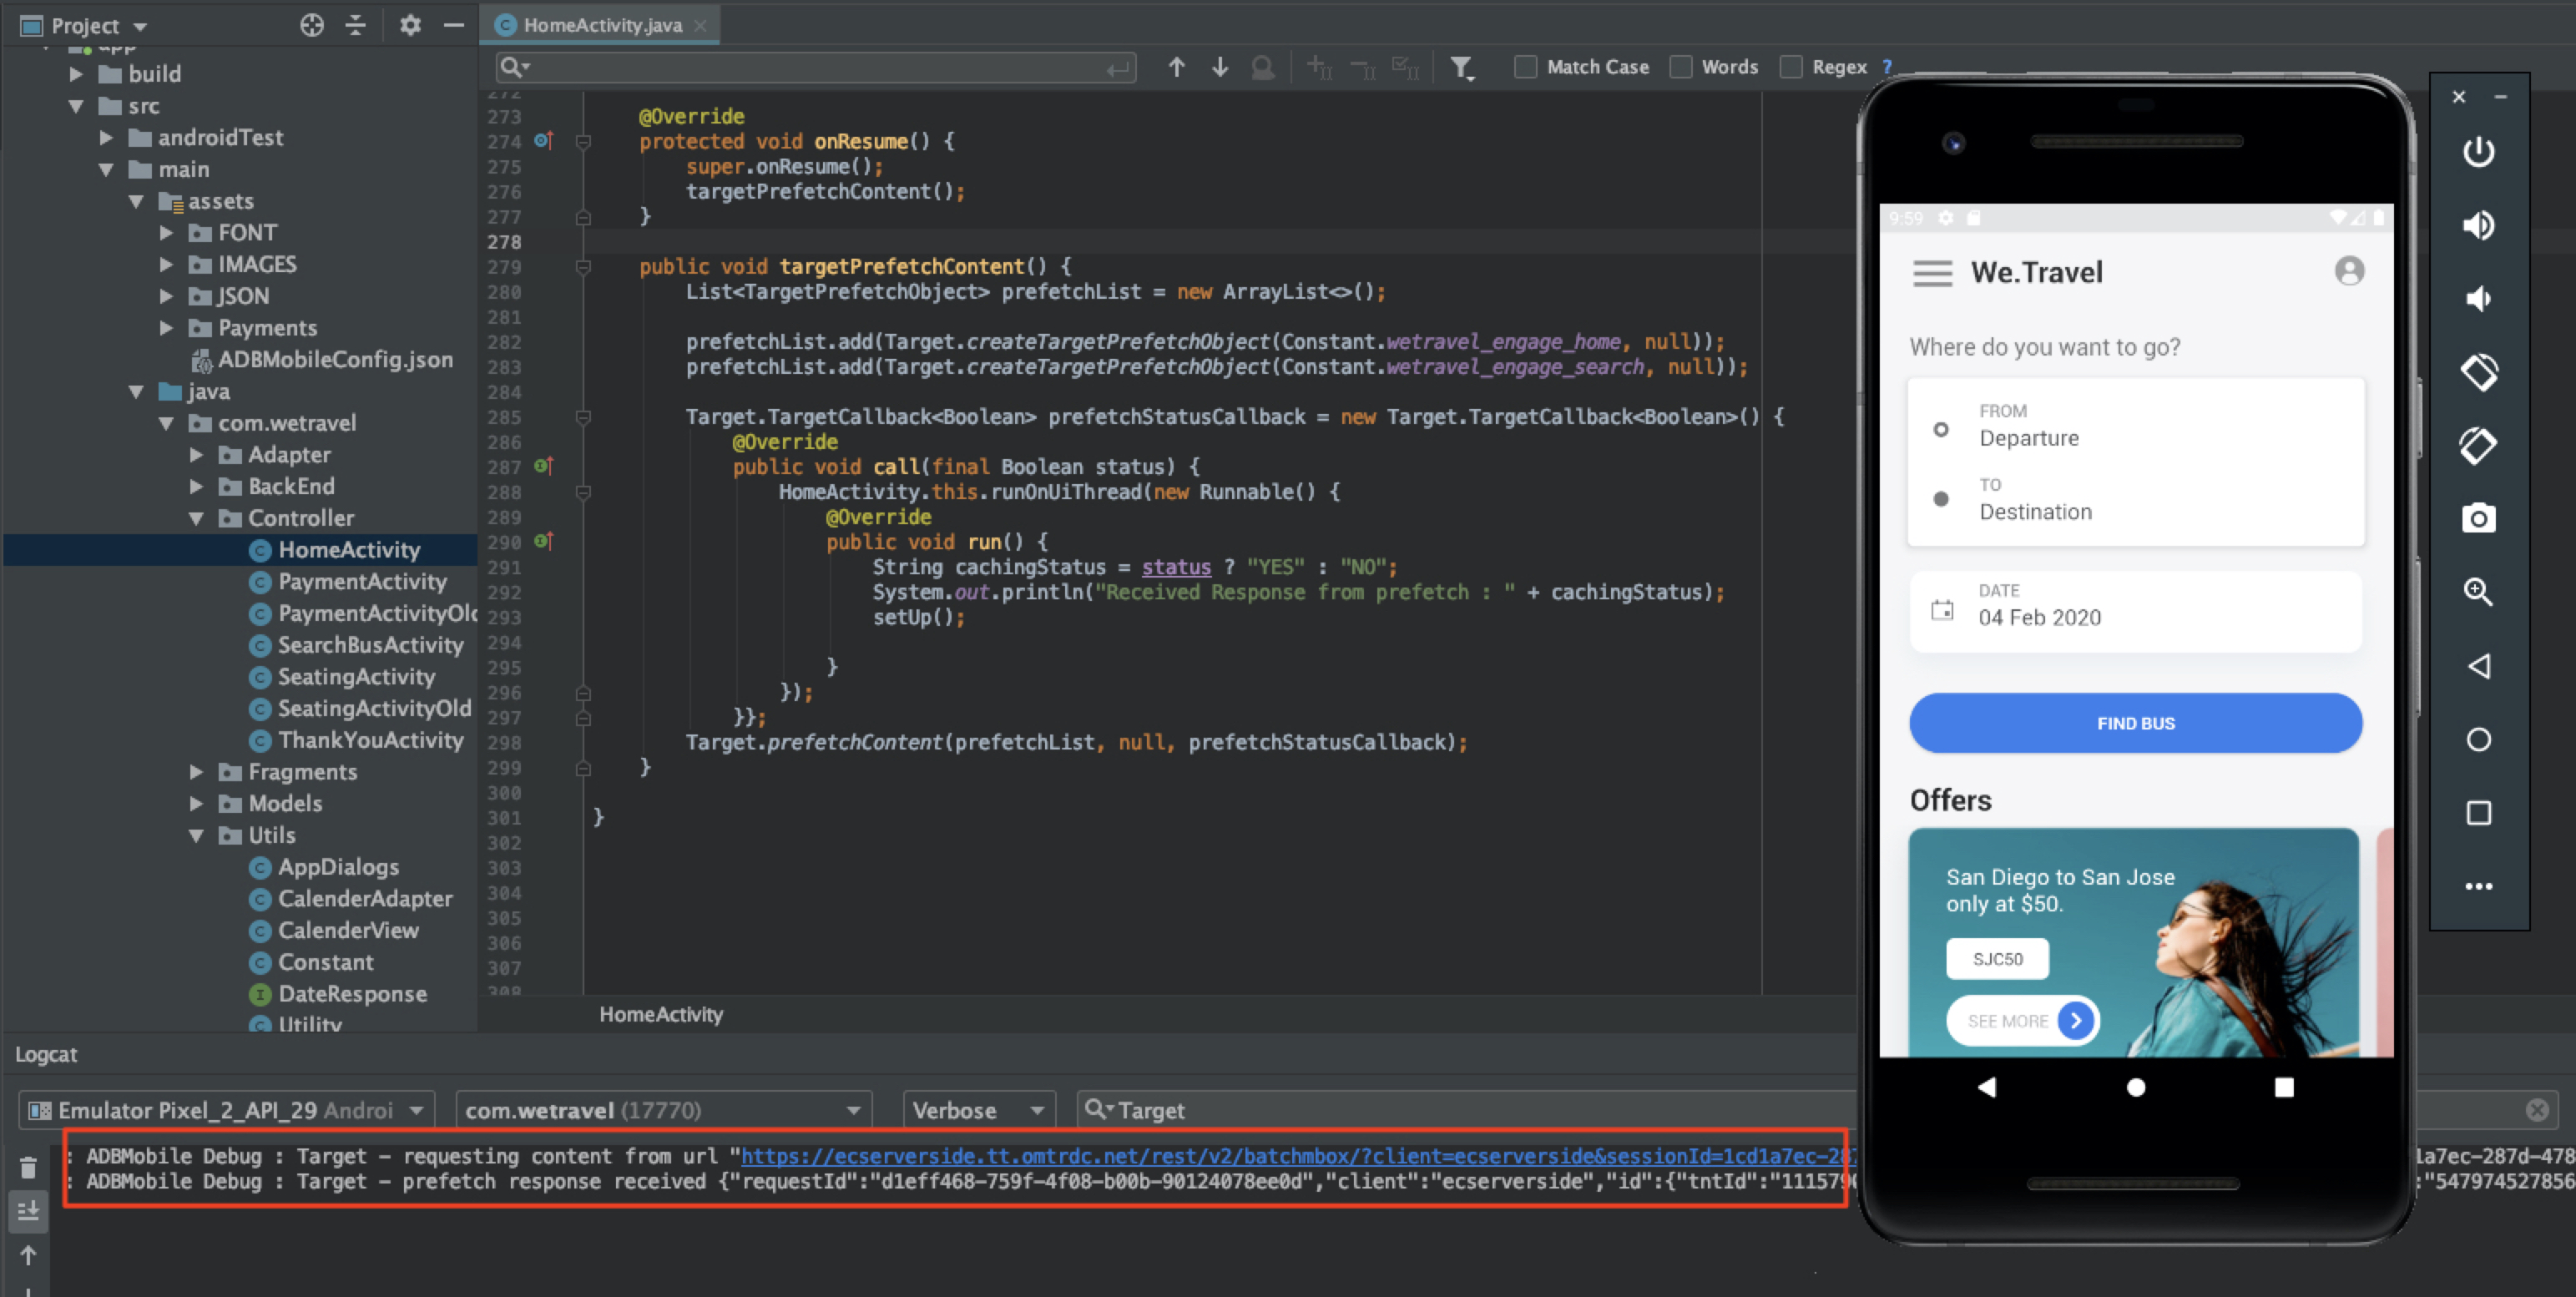 Project
HomeActivity.java
app
build
src
androidTest
main
assets
FONT
IMAGES
JSON
Payments
ADBMobileConfig.json
java
com.wetravel
Adapter
BackEnd
Controller
HomeActivity
PaymentActivity
PaymentActivityOld
SearchBusActivity
SeatingActivity
SeatingActivityOld
ThankYouActivity
Fragments
Models
Utils
AppDialogs
CalenderAdapter
CalenderView
Constant
DateResponse
Utility
Match Case Words Regex ?
272
273 @Override
274 protected void onResume() {
275 super.onResume();
276 targetPrefetchContent();
277 }
278
279 public void targetPrefetchContent() {
280 List<TargetPrefetchObject> prefetchList = new ArrayList<>();
281
282 prefetchList.add(Target.createTargetPrefetchObject(Constant.wetravel_engage_home, null));
283 prefetchList.add(Target.createTargetPrefetchObject(Constant.wetravel_engage_search, null));
284
285 Target.TargetCallback<Boolean> prefetchStatusCallback = new Target.TargetCallback<Boolean>() {
286 @Override
287 public void call(final Boolean status) {
288 HomeActivity.this.runOnUiThread(new Runnable() {
289 @Override
290 public void run() {
291 String cachingStatus = status ? "YES" : "NO";
292 System.out.println("Received Response from prefetch : " + cachingStatus);
293 setUp();
294
295 }
296 });
297 }};
298 Target.prefetchContent(prefetchList, null, prefetchStatusCallback);
299 }
300
301 }
302
303
304
305
306
307
308
HomeActivity
9:59
We.Travel
Where do you want to go?
FROM
Departure
TO
Destination
DATE
04 Feb 2020
FIND BUS
Offers
San Diego to San Jose
only at $50.
SJC50
SEE MORE
Logcat
Emulator Pixel_2_API_29 Androi com.wetravel (17770) Verbose Target
: ADBMobile Debug : Target – requesting content from url "https://ecserverside.tt.omtrdc.net/rest/v2/batchmbox/?client=ecserverside&sessionId=1cd1a7ec-287 1a7ec-287d-478
: ADBMobile Debug : Target – prefetch response received {"requestId":"d1eff468-759f-4f08-b00b-90124078ee0d","client":"ecserverside","id":{"tntId":"1115790 :"547974527856